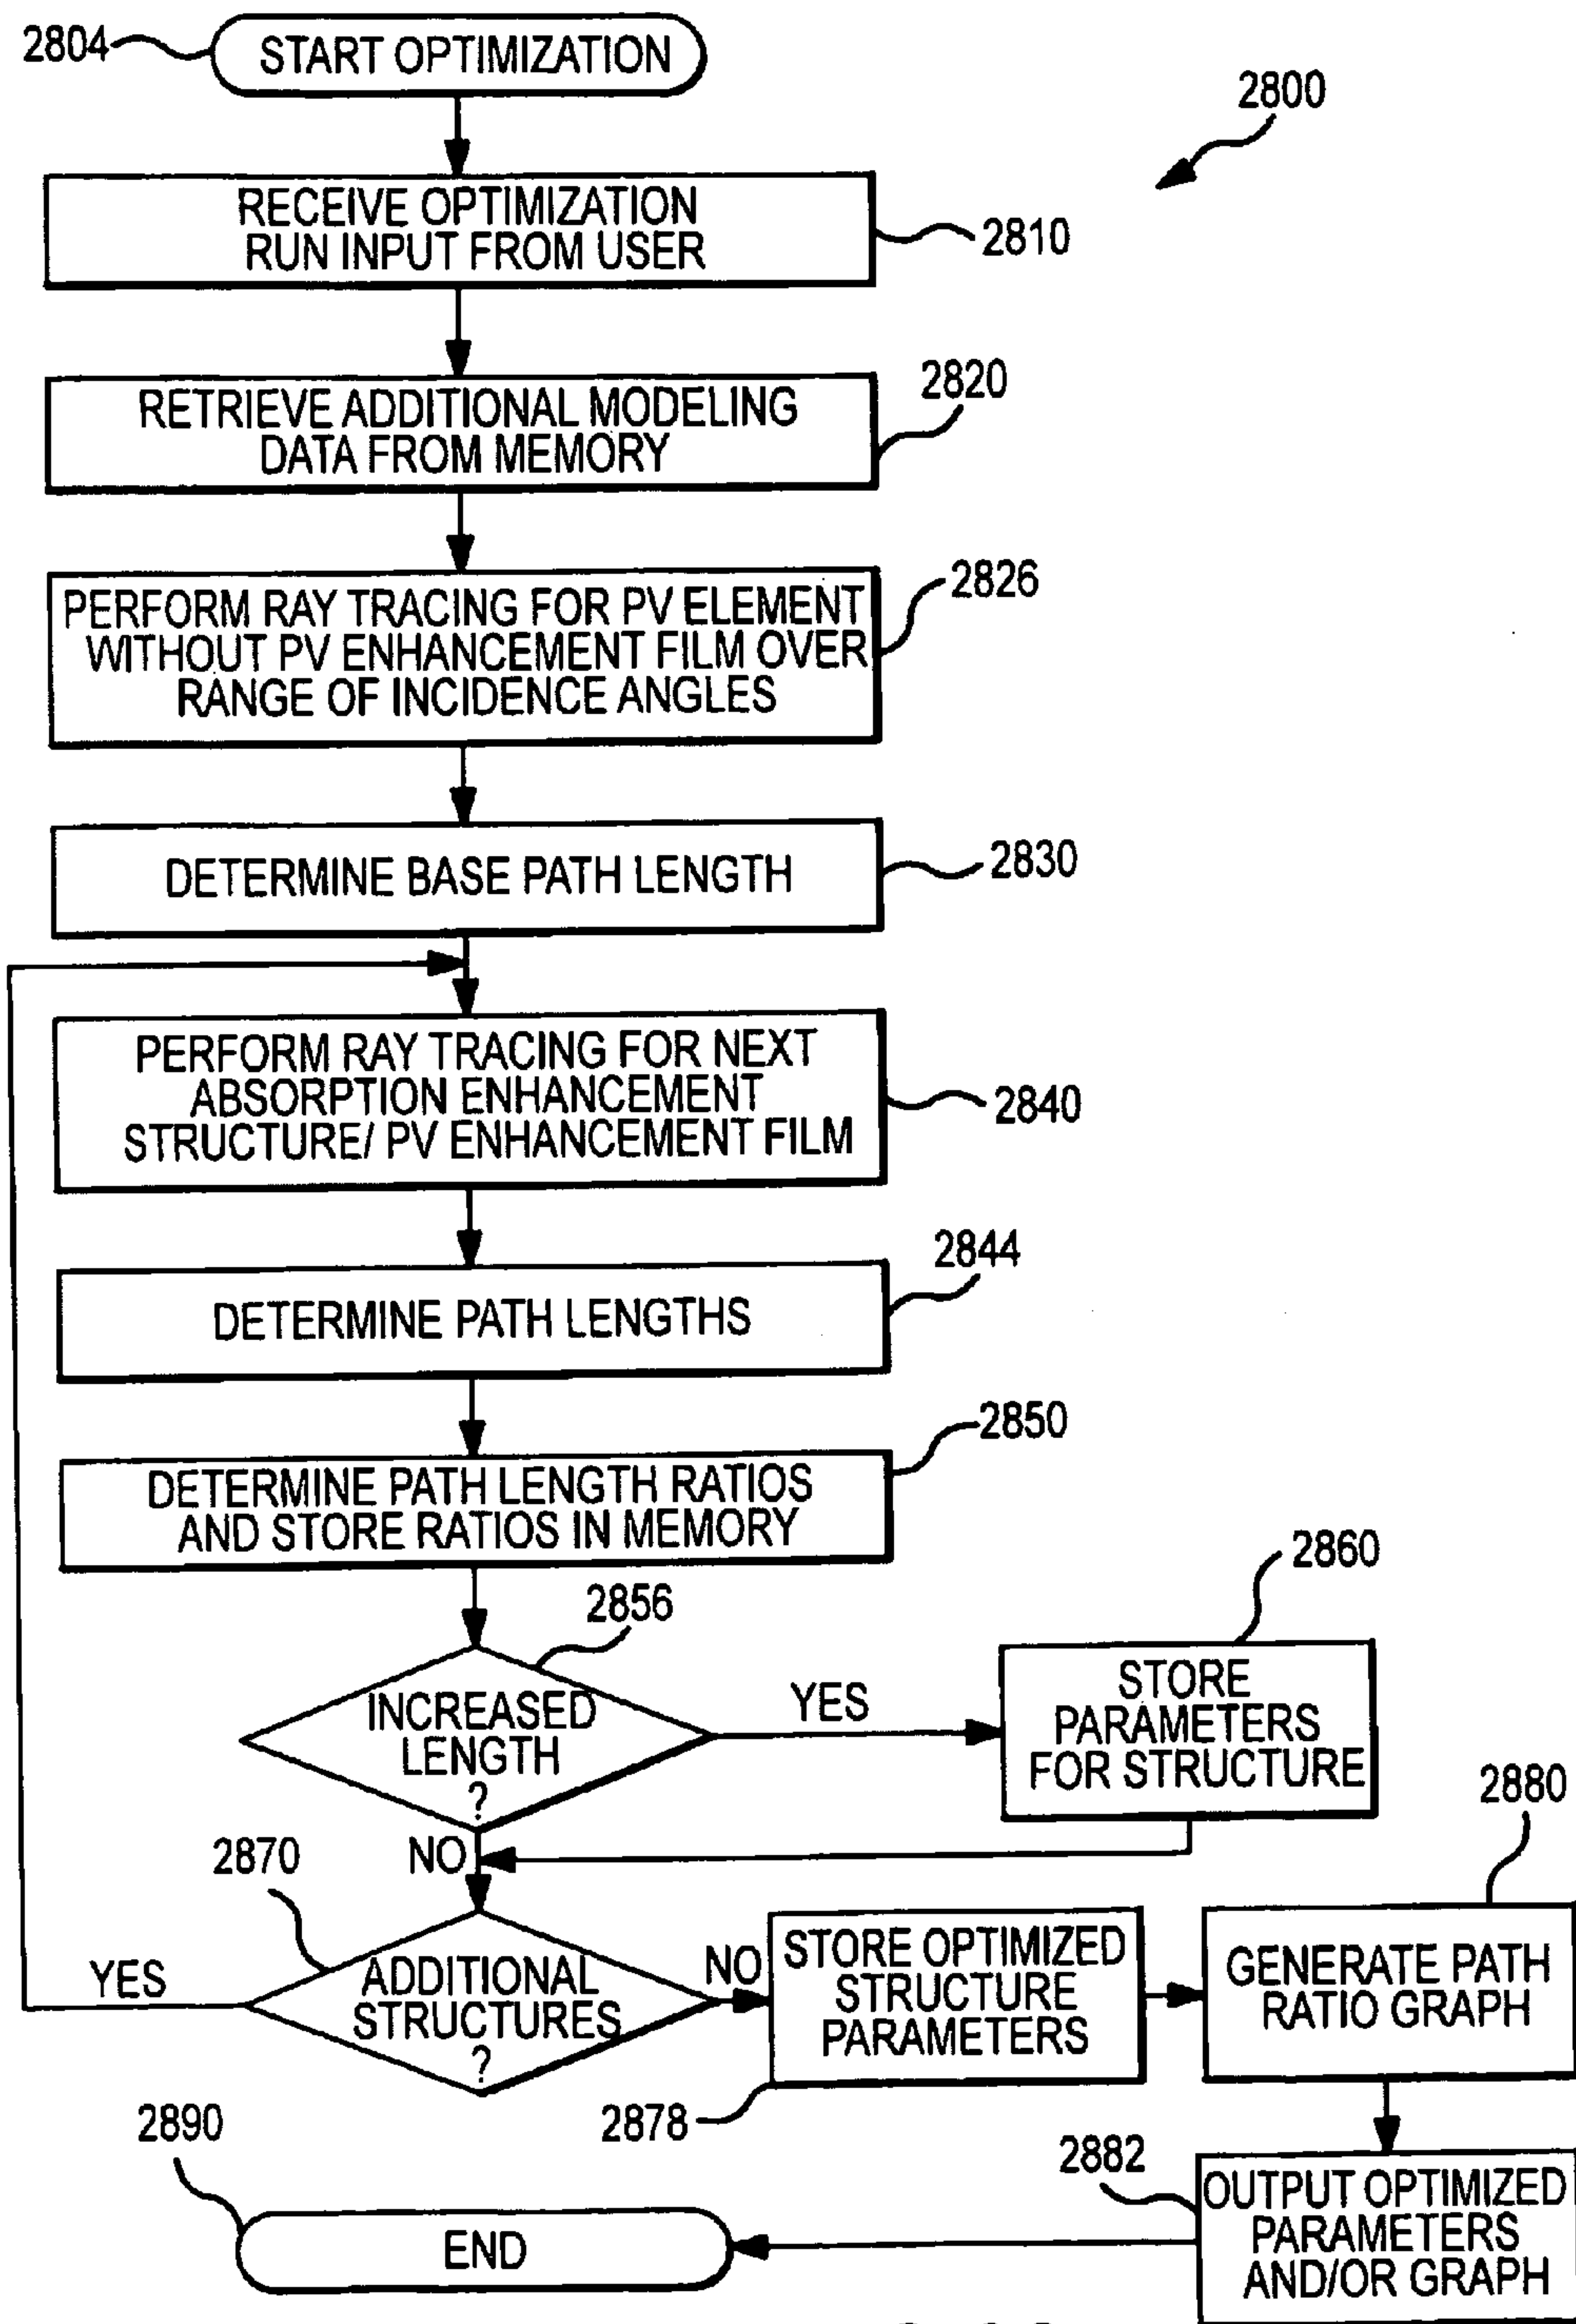 2804
START OPTIMIZATION
2800
RECEIVE OPTIMIZATION
RUN INPUT FROM USER
2810
RETRIEVE ADDITIONAL MODELING
DATA FROM MEMORY
2820
PERFORM RAY TRACING FOR PV ELEMENT
WITHOUT PV ENHANCEMENT FILM OVER
RANGE OF INCIDENCE ANGLES
2826
DETERMINE BASE PATH LENGTH
2830
PERFORM RAY TRACING FOR NEXT
ABSORPTION ENHANCEMENT
STRUCTURE/ PV ENHANCEMENT FILM
2840
DETERMINE PATH LENGTHS
2844
DETERMINE PATH LENGTH RATIOS
AND STORE RATIOS IN MEMORY
2850
2856
INCREASED
LENGTH
?
YES
2860
STORE
PARAMETERS
FOR STRUCTURE
NO
2870
ADDITIONAL
STRUCTURES
?
YES
NO
STORE OPTIMIZED
STRUCTURE
PARAMETERS
2878
2880
GENERATE PATH
RATIO GRAPH
2882
OUTPUT OPTIMIZED
PARAMETERS
AND/OR GRAPH
2890
END